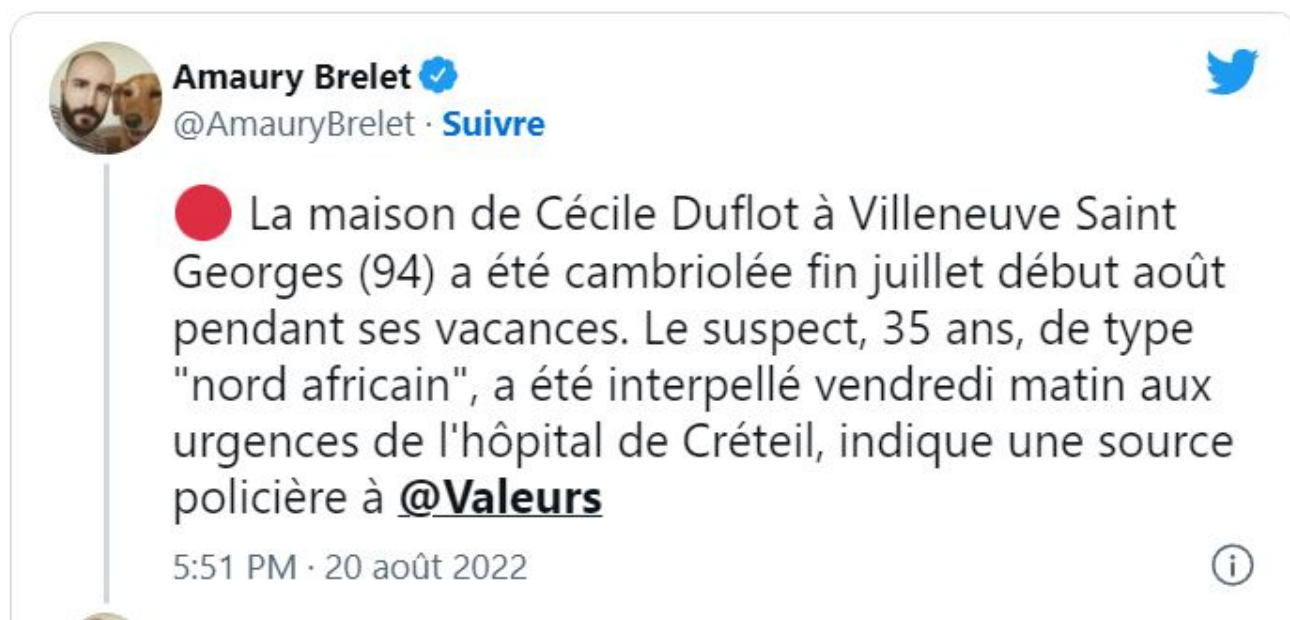 Amaury Brelet
@AmauryBrelet · Suivre
La maison de Cécile Duflot à Villeneuve Saint
Georges (94) a été cambriolée fin juillet début août
pendant ses vacances. Le suspect, 35 ans, de type
"nord africain", a été interpellé vendredi matin aux
urgences de l'hôpital de Créteil, indique une source
policière à @Valeurs
5:51 PM · 20 août 2022